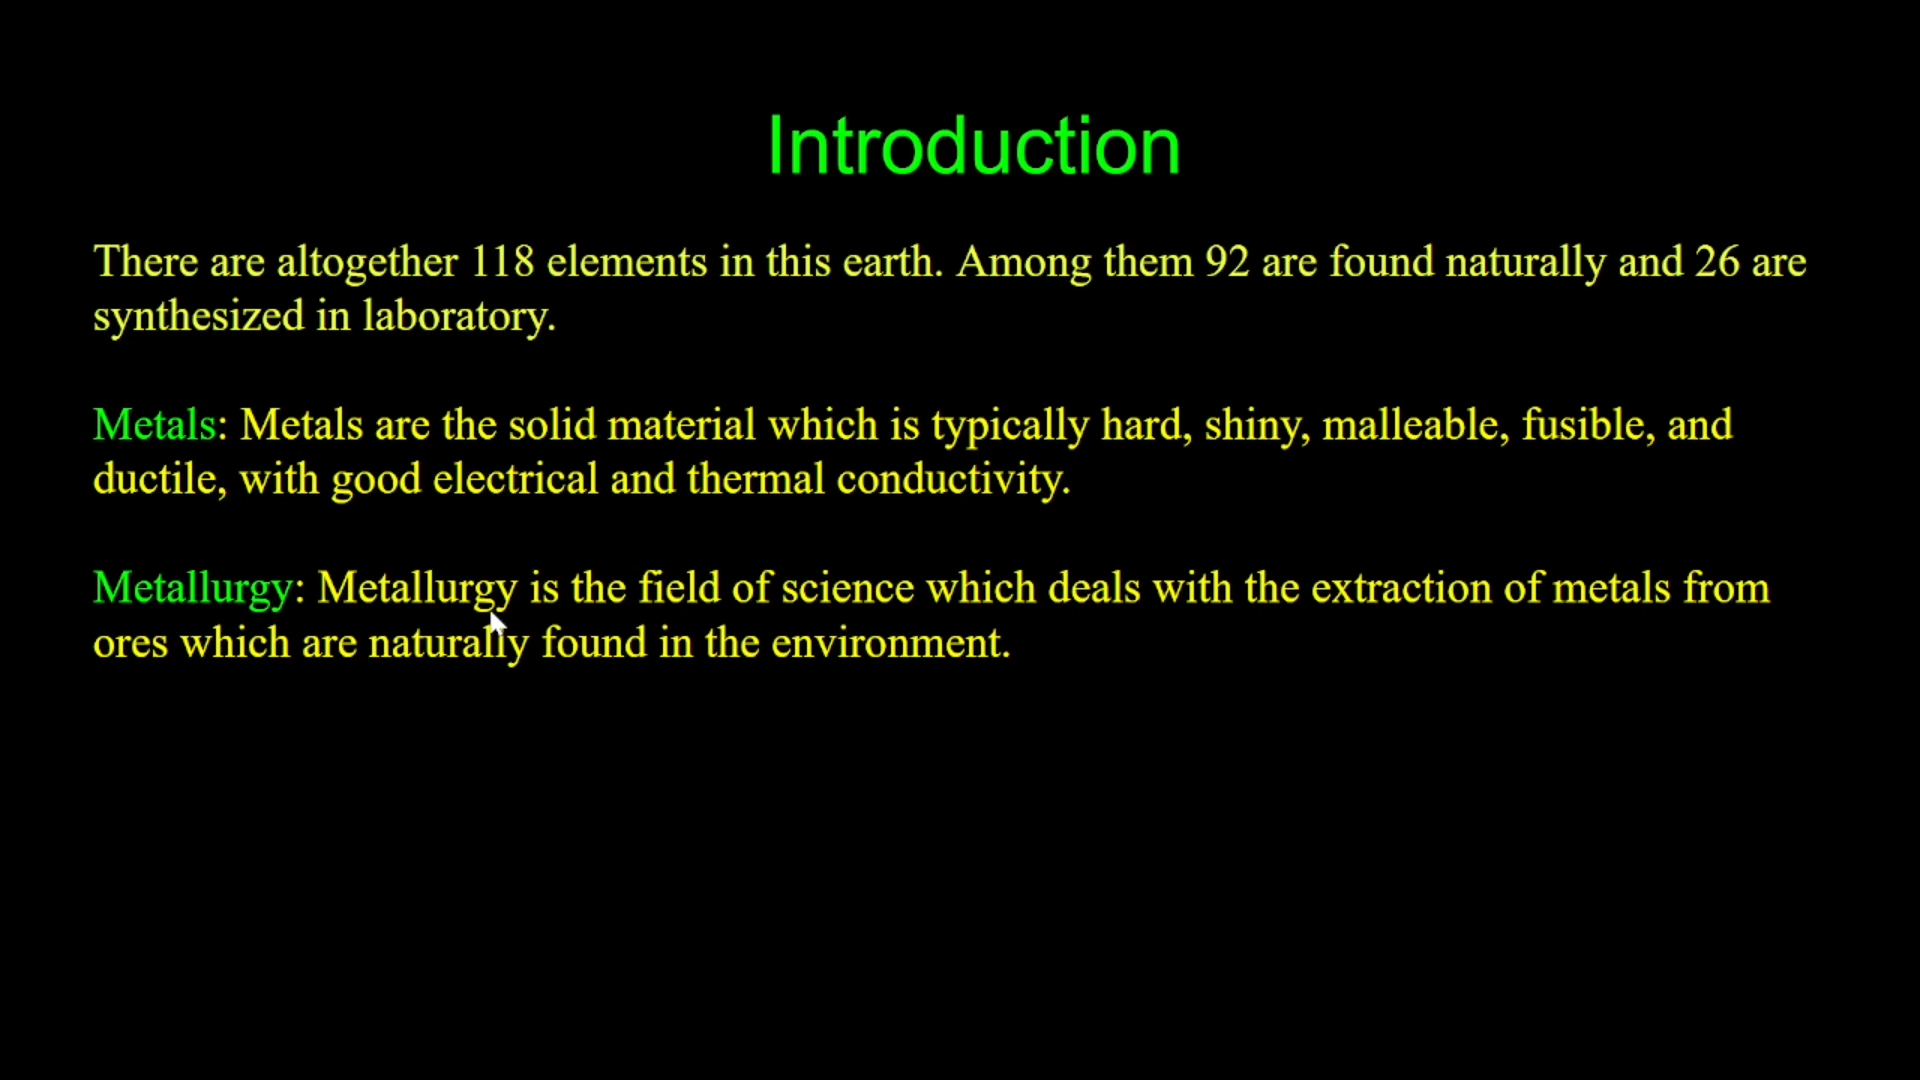 Introduction
There are altogether 118 elements in this earth. Among them 92 are found naturally and 26 are
synthesized in laboratory.
Metals: Metals are the solid material which is typically hard, shiny, malleable, fusible, and
ductile, with good electrical and thermal conductivity.
Metallurgy: Metallurgy is the field of science which deals with the extraction of metals from
ores which are naturally found in the environment.